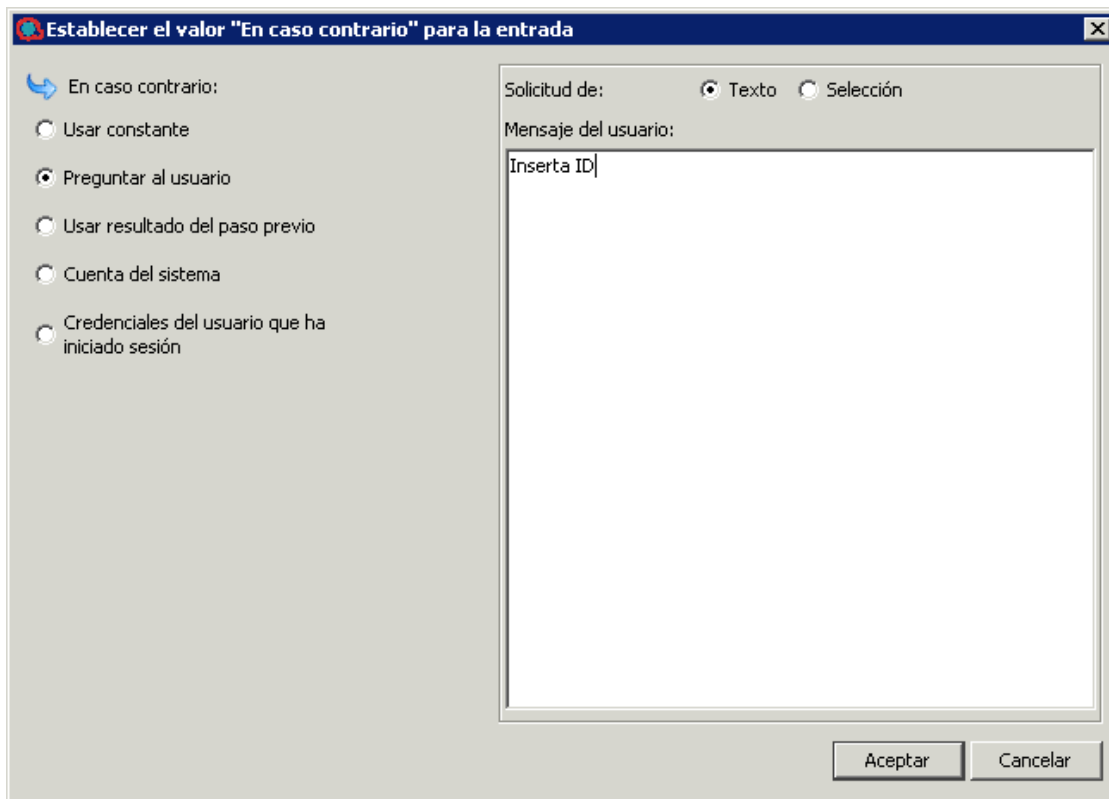 Establecer el valor "En caso contrario" para la entrada
En caso contrario:
Usar constante
Preguntar al usuario
Usar resultado del paso previo
Cuenta del sistema
Credenciales del usuario que ha
iniciado sesión
Solicitud de: Texto Selección
Mensaje del usuario:
Inserta ID
Aceptar Cancelar